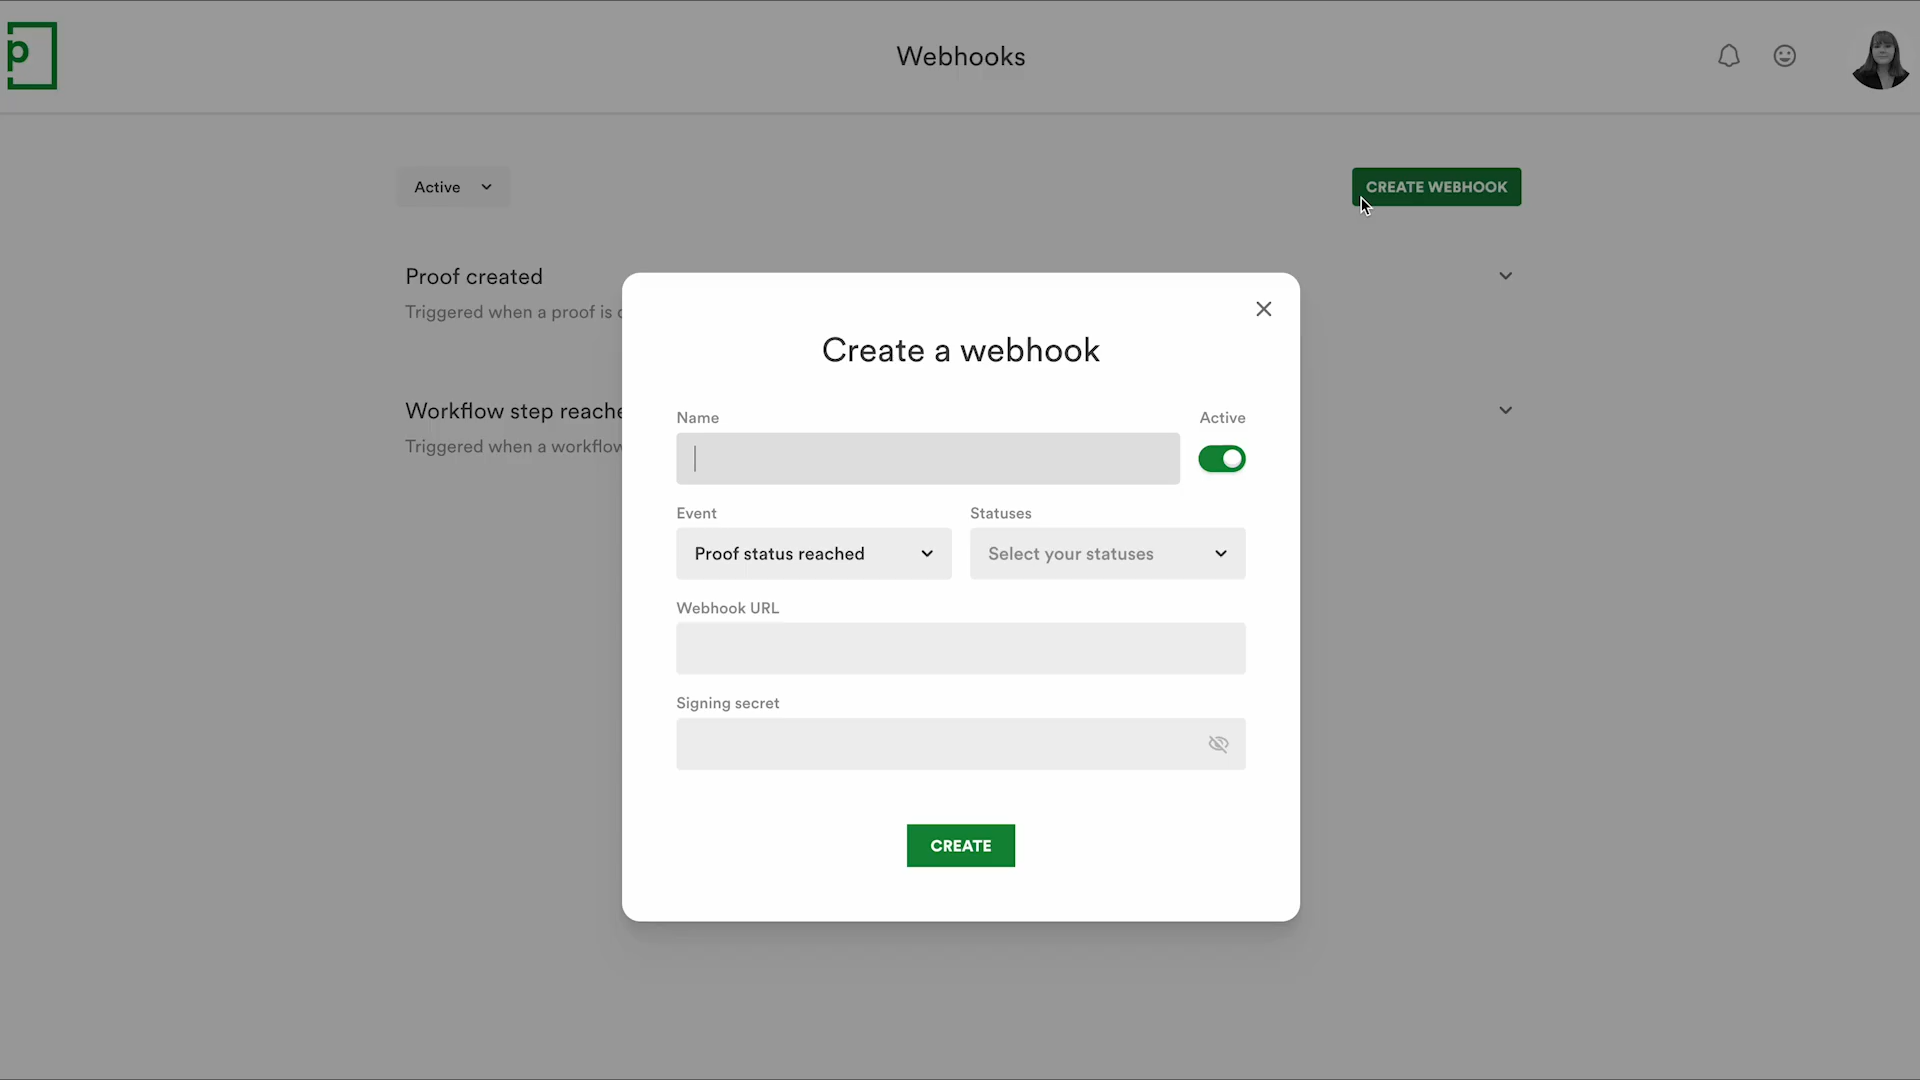 p
Webhooks
Active
CREATE WEBHOOK
Proof created
Triggered when a proof is
Workflow step reache
Triggered when a workflow
Create a webhook
Name
Active
Event
Statuses
Proof status reached
Select your statuses
Webhook URL
Signing secret
CREATE